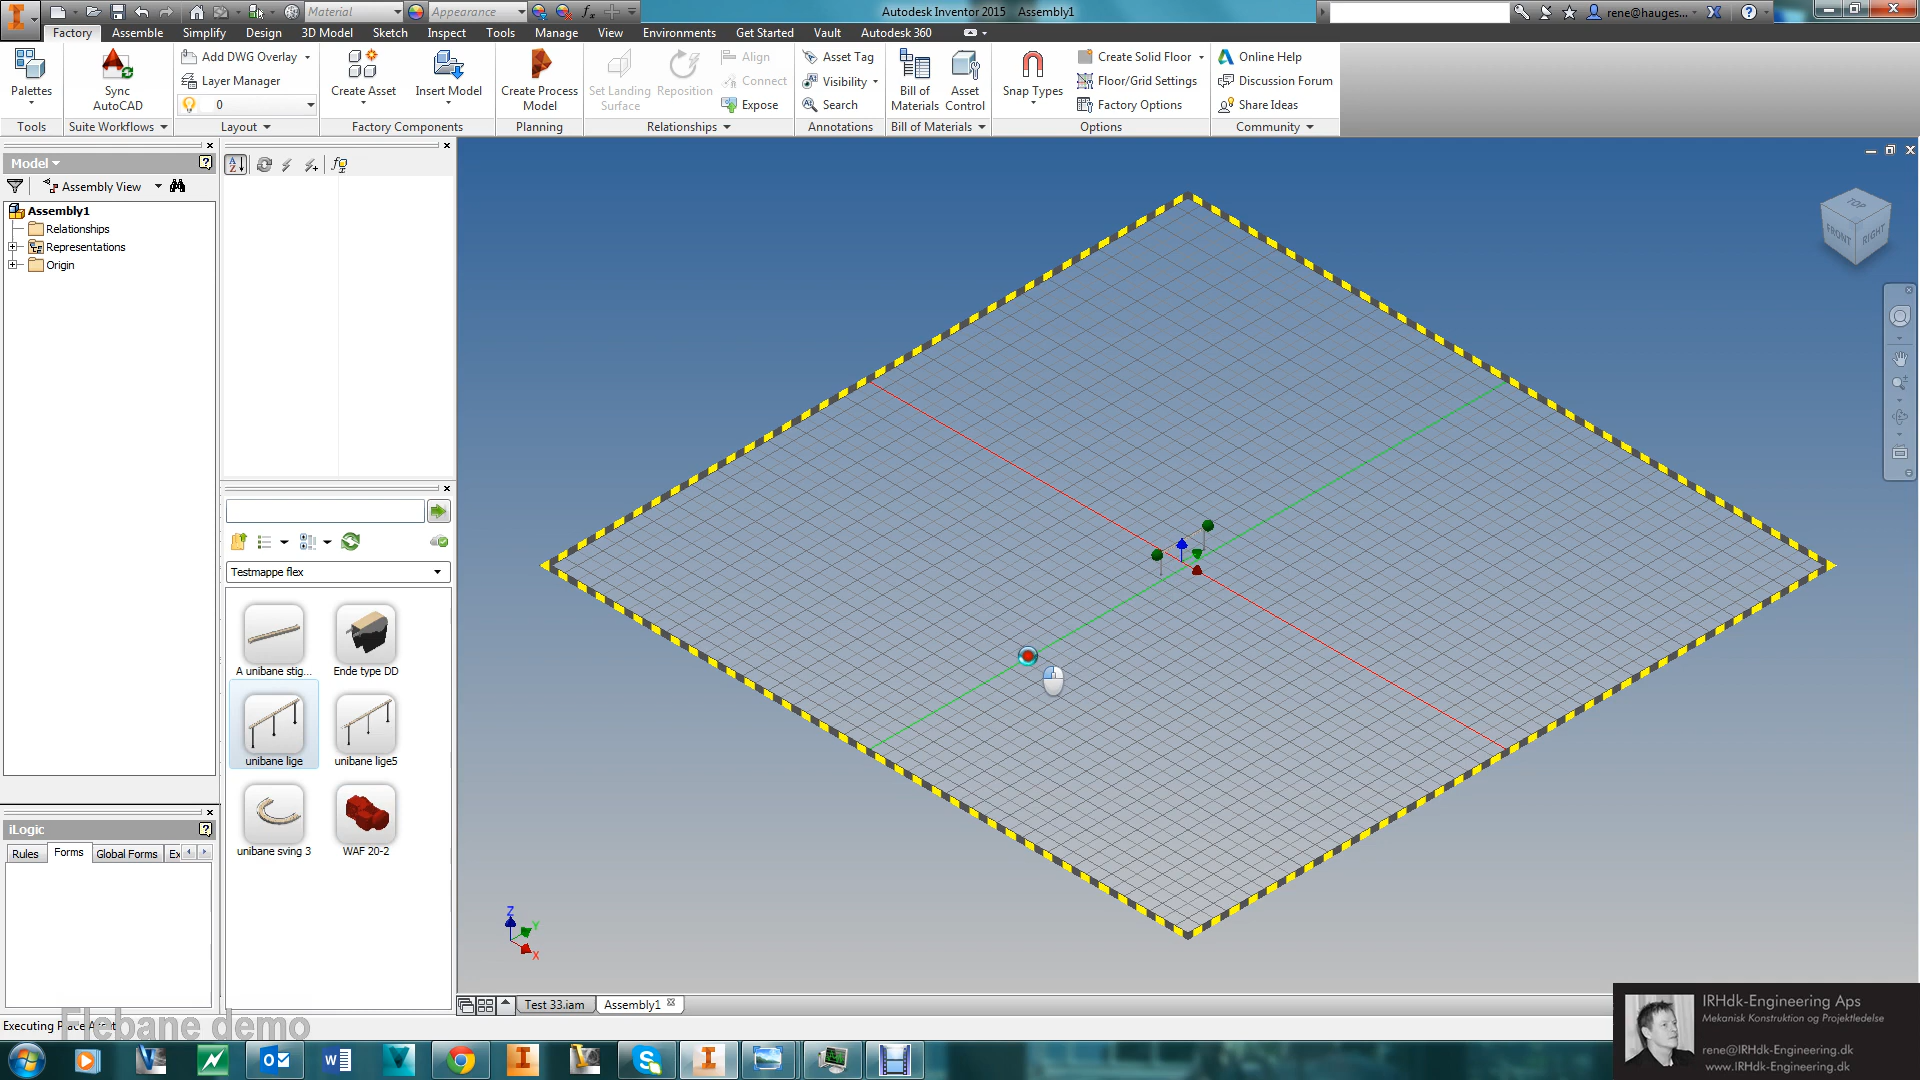 Material
Appearance
Autodesk Inventor 2015 Assembly1
rene@hauges...
Factory Assemble Simplify Design 3D Model Sketch Inspect Tools Manage View Environments Get Started Vault Autodesk 360
Palettes
Tools
Sync AutoCAD
Suite Workflows
Add DWG Overlay
Layer Manager
0
Layout
Create Asset
Insert Model
Factory Components
Create Process Model
Planning
Set Landing Surface
Reposition
Align
Connect
Expose
Relationships
Asset Tag
Visibility
Search
Annotations
Bill of Materials
Asset Control
Bill of Materials
Snap Types
Create Solid Floor
Floor/Grid Settings
Factory Options
Options
Online Help
Discussion Forum
Share Ideas
Community
Model
Assembly View
Assembly1
Relationships
Representations
Origin
TOP
FRONT
RIGHT
Testmappe flex
A unibane stig...
Ende type DD
unibane lige
unibane lige5
unibane sving 3
WAF 20-2
iLogic
Rules Forms Global Forms Ex
Z
Y
X
Test 33.iam
Assembly1
Flebane demo
IRHdk-Engineering Aps
Mekanisk Konstruktion og Projektledelse
rene@IRHdk-Engineering.dk
www.IRHdk-Engineering.dk